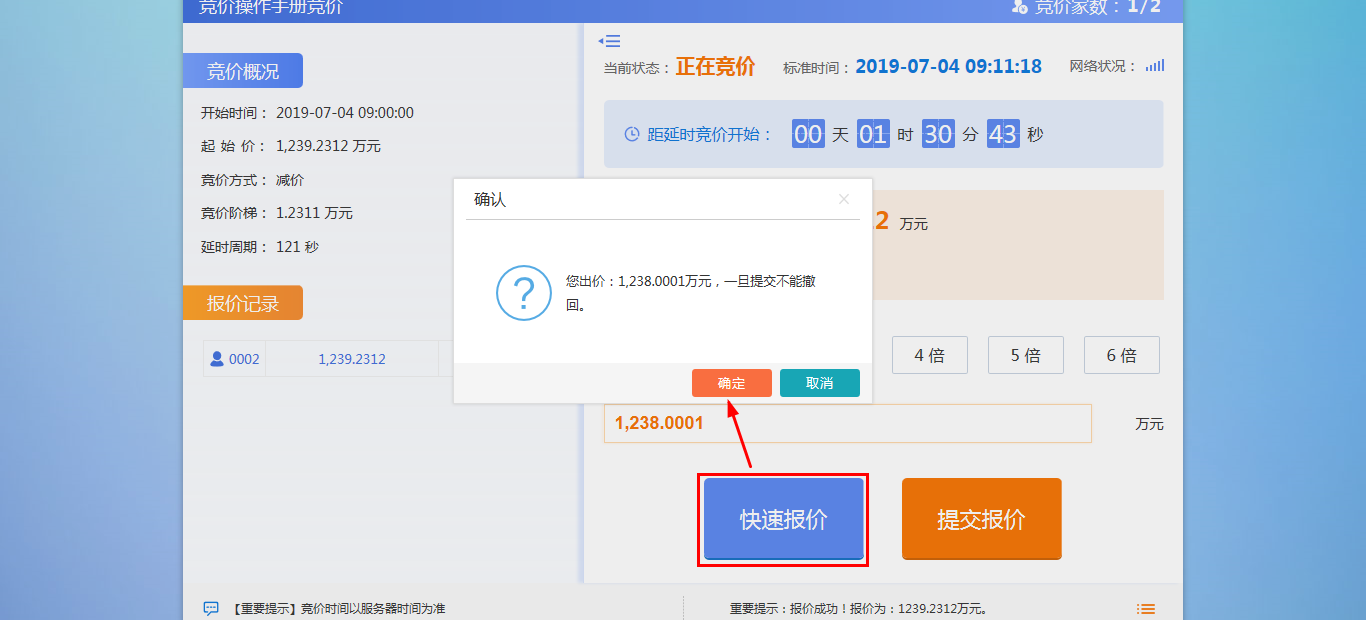 竞价操作手册竞价
竞价家数：1/2
竞价概况
开始时间： 2019-07-04 09:00:00
起 始 价： 1,239.2312 万元
竞价方式： 减价
竞价阶梯： 1.2311 万元
延时周期： 121 秒
报价记录
0002 1,239.2312
当前状态：正在竞价 标准时间：2019-07-04 09:11:18 网络状况：
距延时竞价开始： 00 天 01 时 30 分 43 秒
2 万元
确认
×
?
您出价：1,238.0001万元，一旦提交不能撤
回。
确定 取消
4 倍 5 倍 6 倍
1,238.0001 万元
快速报价 提交报价
【重要提示】竞价时间以服务器时间为准
重要提示：报价成功！报价为：1239.2312万元。